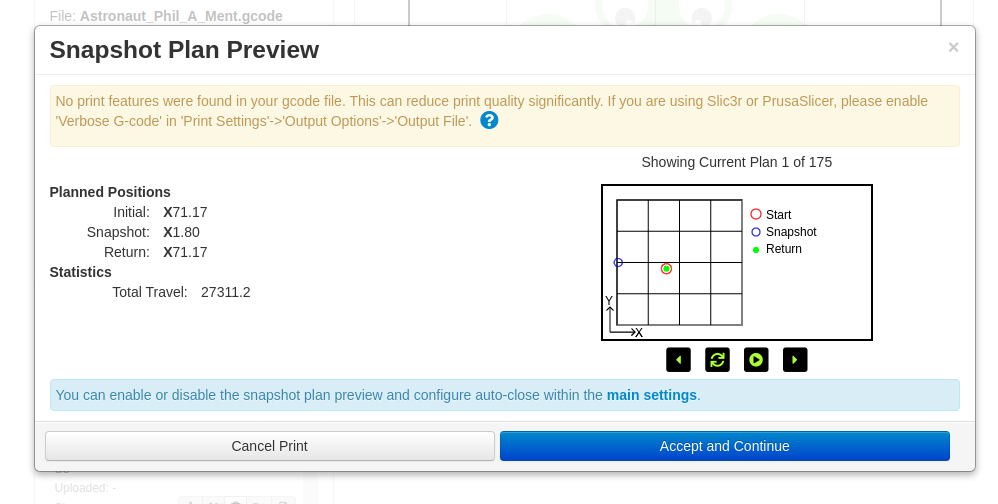 File: Astronaut_Phil_A_Ment.gcode
Snapshot Plan Preview
×
No print features were found in your gcode file. This can reduce print quality significantly. If you are using Slic3r or PrusaSlicer, please enable
'Verbose G-code' in 'Print Settings'->'Output Options'->'Output File'. ?
Showing Current Plan 1 of 175
Planned Positions
Initial: X71.17
Snapshot: X1.80
Return: X71.17
Statistics
Total Travel: 27311.2
Start
Snapshot
Return
Y
X
You can enable or disable the snapshot plan preview and configure auto-close within the main settings.
Cancel Print
Accept and Continue
Uploaded: -